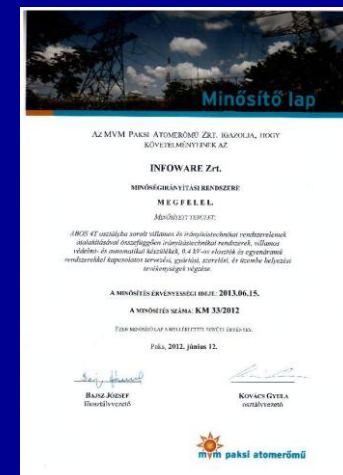 Minősítő lap
AZ MVM PAKSI ATOMERŐMŰ ZRT. IGAZOLJA, HOGY
KÖVETELMÉNYEINEK AZ
INFOWARE Zrt.
MINŐSÉGIRÁNYÍTÁSI RENDSZERE
MEGFELEL.
MINŐSÍTETT TERÜLET:
ABOS 4T osztályba sorolt villamos és irányítástechnikai rendszerelemek
átalakításával összefüggően irányítástechnikai rendszerek, villamos
védelmi- és automatikai készülékek, 0.4 kV-os elosztók és egyenáramú
rendszerekkel kapcsolatos tervezési, gyártási, szerelési, és üzembe helyezési
tevékenységek végzése.
A MINŐSÍTÉS ÉRVÉNYESSÉGI IDEJE: 2013.06.15.
A MINŐSÍTÉS SZÁMA: KM 33/2012
EZEN MINŐSÍTŐ LAP A MELLÉKLETTEL EGYÜTT ÉRVÉNYES.
Paks, 2012. június 12.
BAJSZ JÓZSEF
főosztályvezető
KOVÁCS GYULA
osztályvezető
mvm paksi atomerőmű